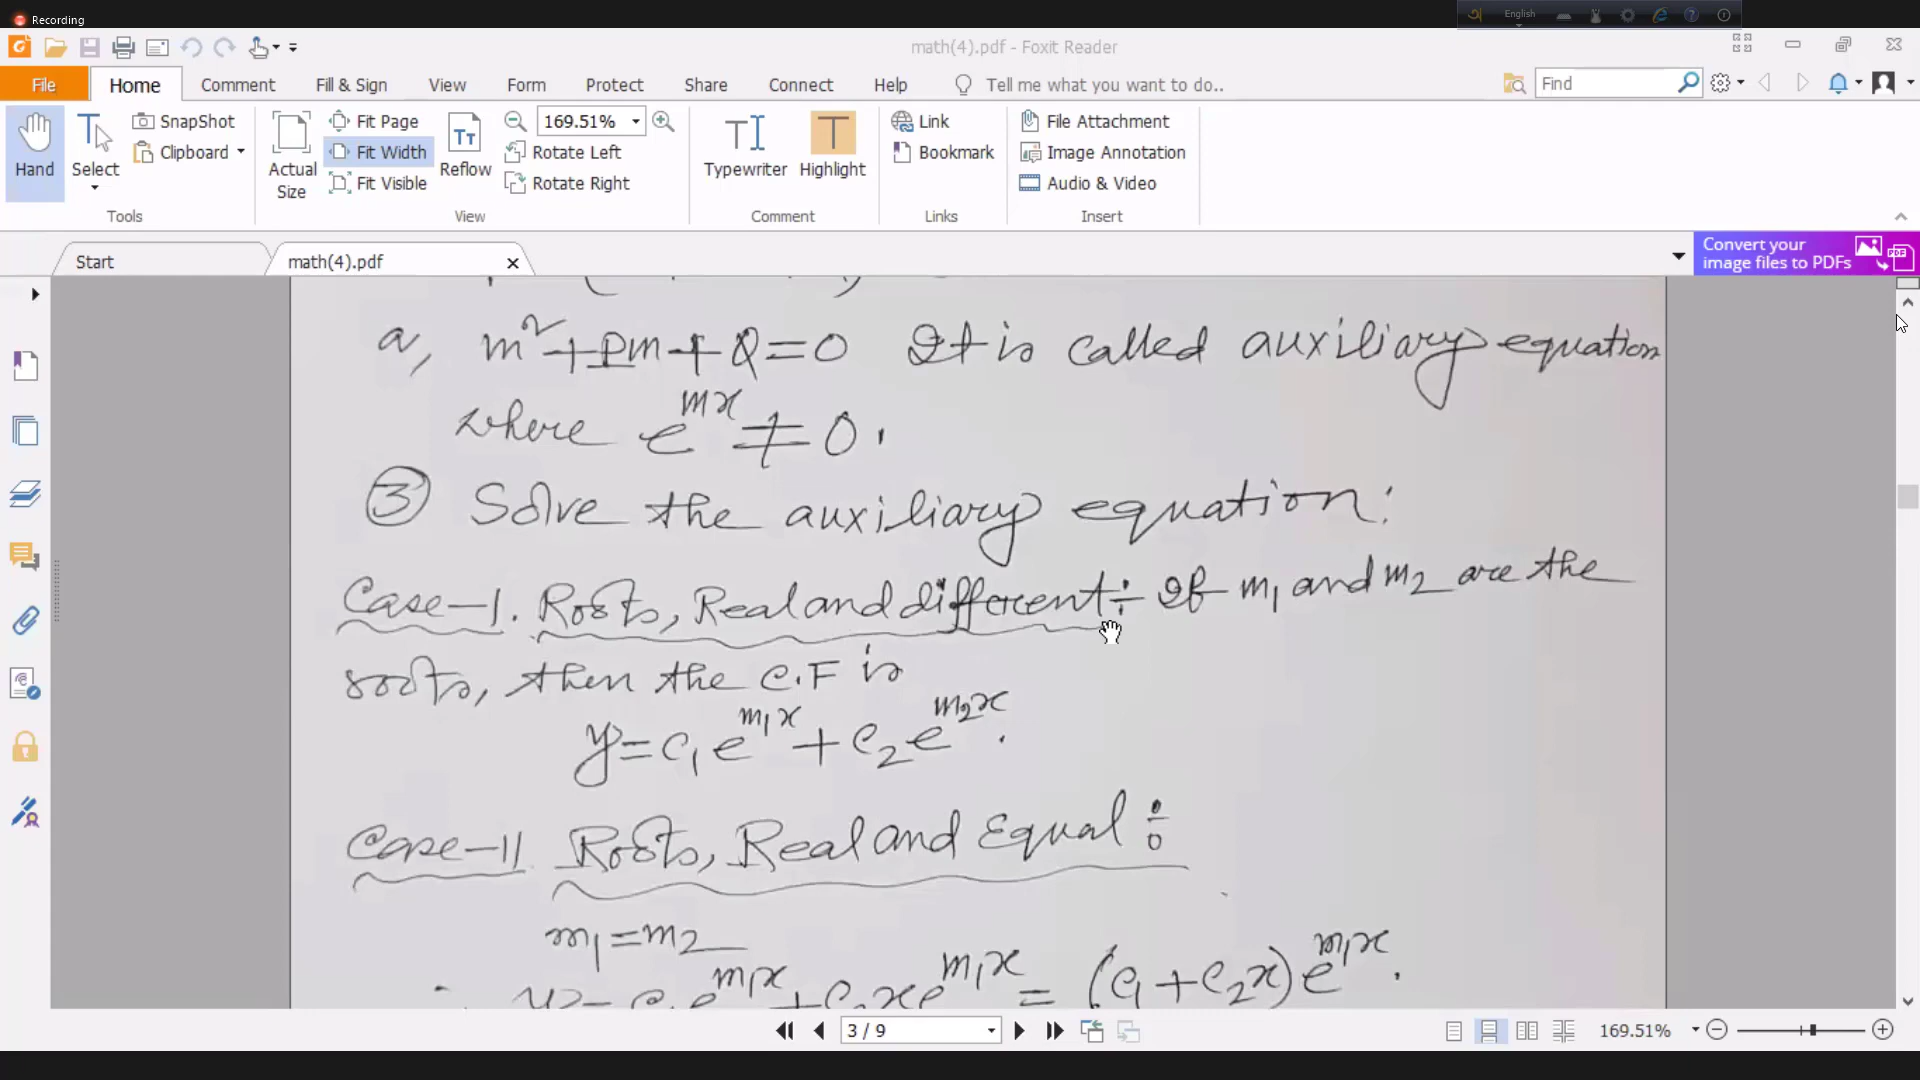 Recording
English
math(4).pdf - Foxit Reader
File Home Comment Fill & Sign View Form Protect Share Connect Help Tell me what you want to do.. Find
Hand
Select
SnapShot
Clipboard
Tools
Actual Size
Fit Page
Fit Width
Fit Visible
Reflow
169.51%
Rotate Left
Rotate Right
View
Typewriter
Highlight
Comment
Link
Bookmark
Links
File Attachment
Image Annotation
Audio & Video
Insert
Start math(4).pdf
Convert your
image files to PDFs
m²+Pm+Q=0 It is called auxiliary equation
where e^{mx} ≠ 0.
③ Solve the auxiliary equation:
Case-I. Roots, Real and different: If m₁ and m₂ are the
roots, then the C.F is
y=c₁e^{m₁x}+c₂e^{m₂x}.
Case-II Roots, Real and Equal:
m₁=m₂
y=c₁e^{m₁x}+c₂xe^{m₁x} = (c₁+c₂x)e^{m₁x}.
3 / 9
169.51%